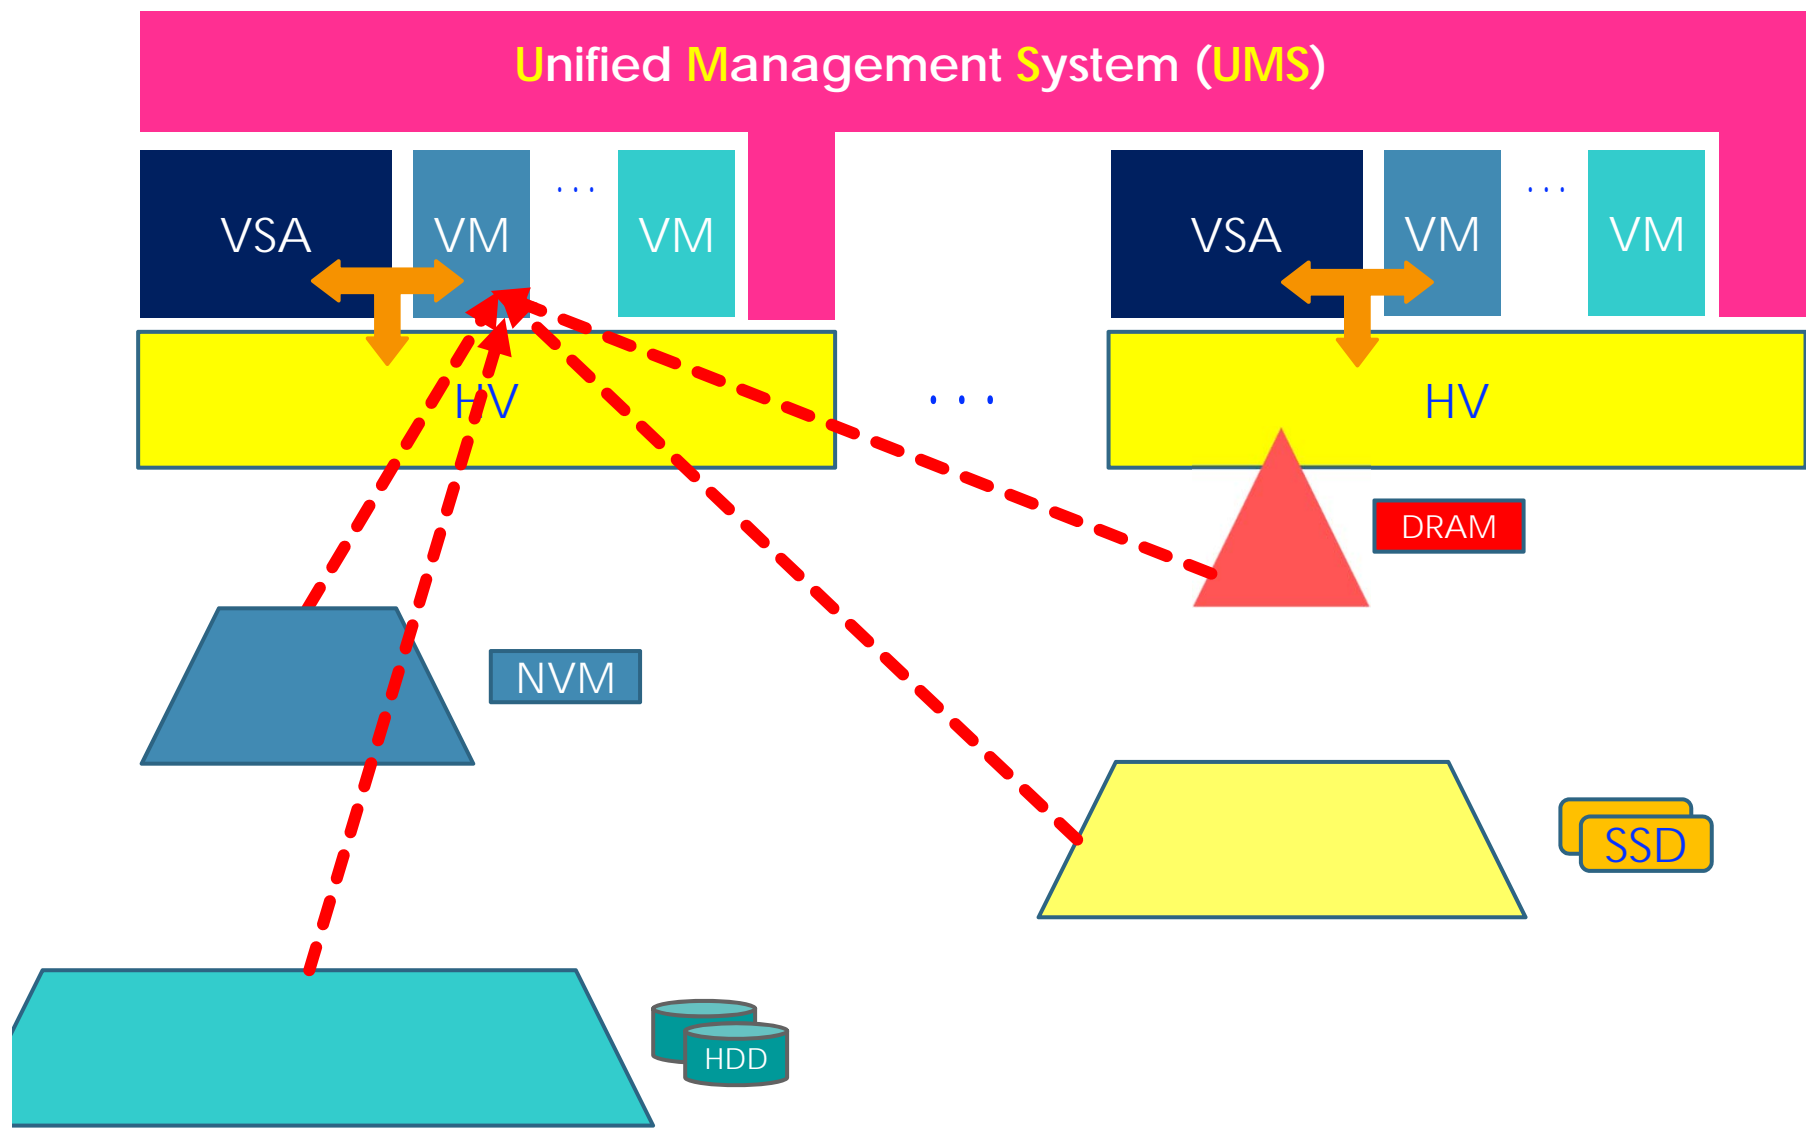 Unified Management System (UMS)
VSA VM ... VM
VSA VM ... VM
HV ... HV
DRAM
NVM
SSD
HDD